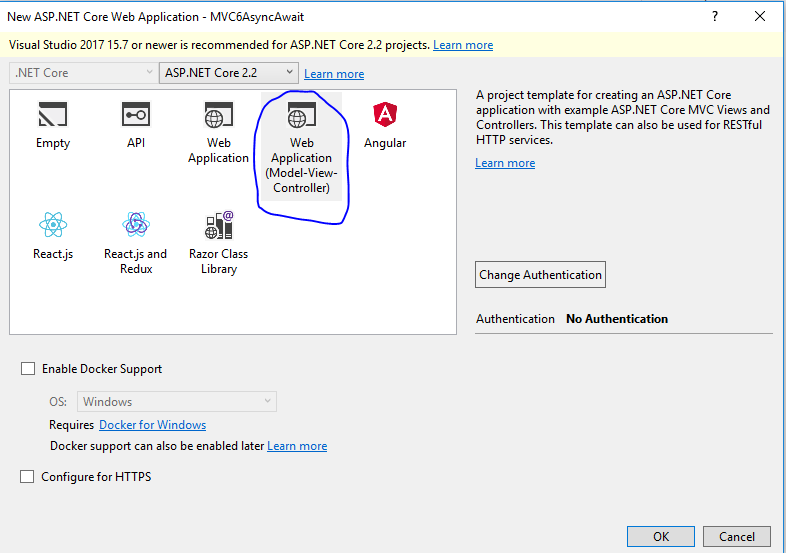 New ASP.NET Core Web Application - MVC6AsyncAwait
?
Visual Studio 2017 15.7 or newer is recommended for ASP.NET Core 2.2 projects. Learn more
.NET Core
ASP.NET Core 2.2
Learn more
Empty
API
Web
Application
Web
Application
(Model-View-
Controller)
Angular
React.js
React.js and
Redux
Razor Class
Library
A project template for creating an ASP.NET Core
application with example ASP.NET Core MVC Views and
Controllers. This template can also be used for RESTful
HTTP services.
Learn more
Change Authentication
Authentication No Authentication
Enable Docker Support
OS: Windows
Requires Docker for Windows
Docker support can also be enabled later Learn more
Configure for HTTPS
OK
Cancel